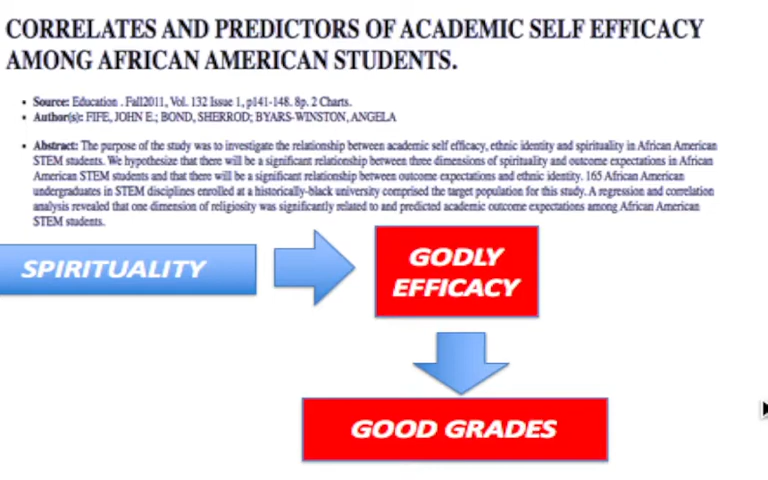 CORRELATES AND PREDICTORS OF ACADEMIC SELF EFFICACY
AMONG AFRICAN AMERICAN STUDENTS.
• Source: Education . Fall2011, Vol. 132 Issue 1, p141-148. 8p. 2 Charts.
• Author(s): FIFE, JOHN E.; BOND, SHERROD; BYARS-WINSTON, ANGELA
• Abstract: The purpose of the study was to investigate the relationship between academic self efficacy, ethnic identity and spirituality in African American
STEM students. We hypothesize that there will be a significant relationship between three dimensions of spirituality and outcome expectations in African
American STEM students and that there will be a significant relationship between outcome expectations and ethnic identity. 165 African American
undergraduates in STEM disciplines enrolled at a historically-black university comprised the target population for this study. A regression and correlation
analysis revealed that one dimension of religiosity was significantly related to and predicted academic outcome expectations among African American
STEM students.
SPIRITUALITY
GODLY
EFFICACY
GOOD GRADES